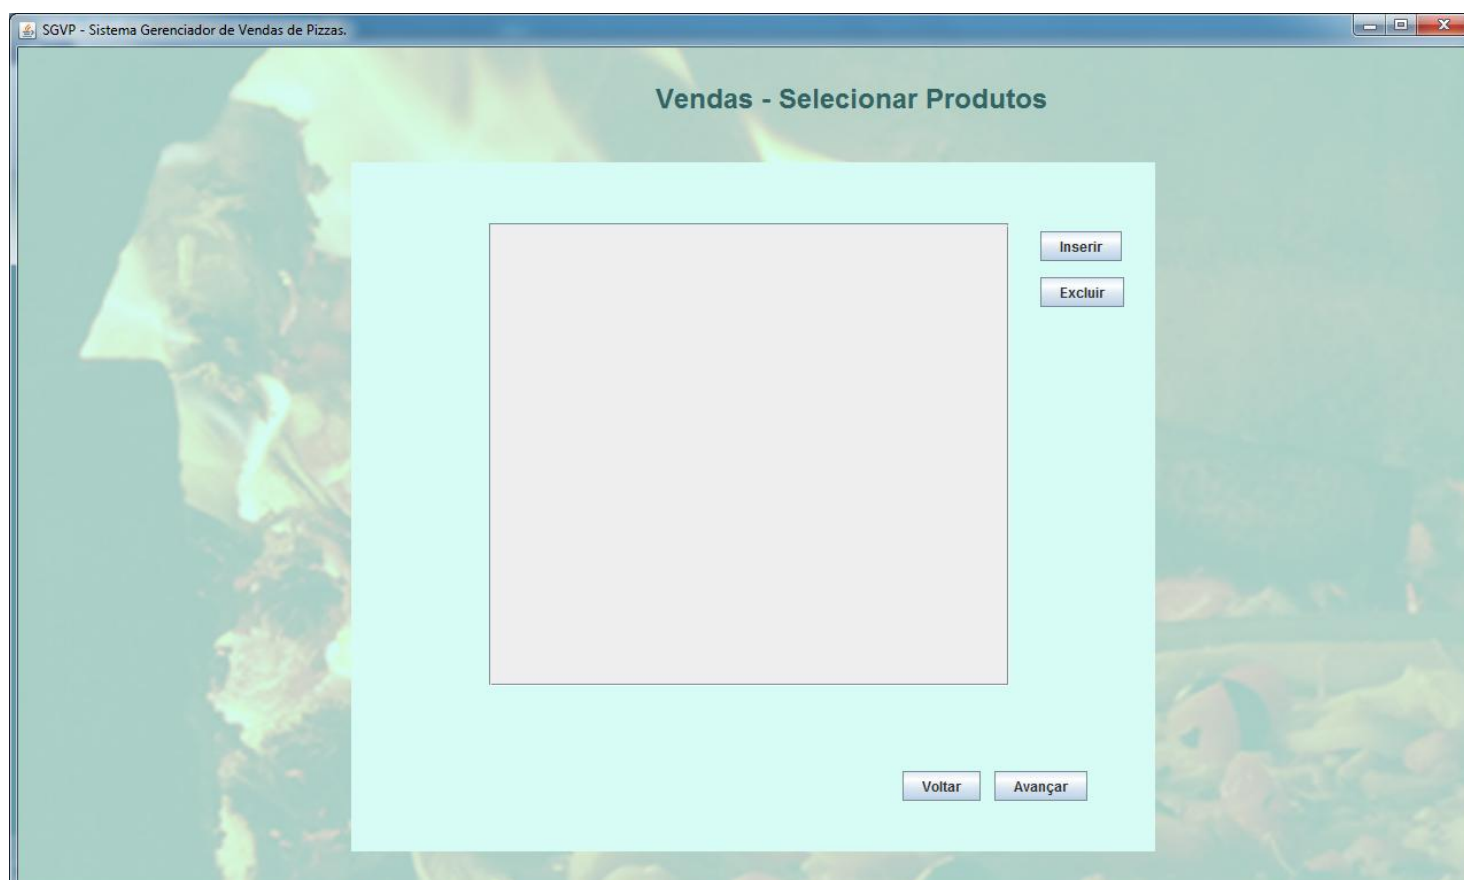 SGVP - Sistema Gerenciador de Vendas de Pizzas.
Vendas - Selecionar Produtos
Inserir
Excluir
Voltar Avançar